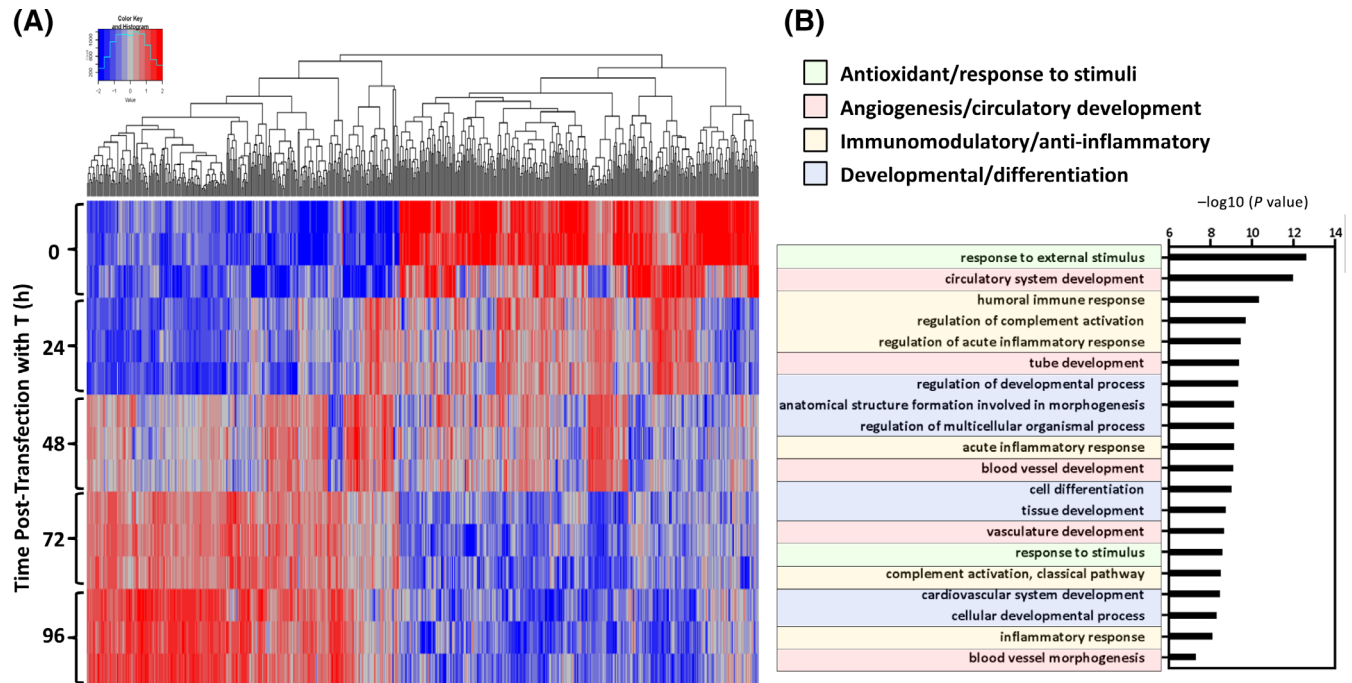 (A)
Color Key
and Histogram
200 600 1000
-2 -1 0 1 2
Value
Time Post-Transfection with T (h)
0
24
48
72
96
(B)
Antioxidant/response to stimuli
Angiogenesis/circulatory development
Immunomodulatory/anti-inflammatory
Developmental/differentiation
–log10 (P value)
6 8 10 12 14
response to external stimulus
circulatory system development
humoral immune response
regulation of complement activation
regulation of acute inflammatory response
tube development
regulation of developmental process
anatomical structure formation involved in morphogenesis
regulation of multicellular organismal process
acute inflammatory response
blood vessel development
cell differentiation
tissue development
vasculature development
response to stimulus
complement activation, classical pathway
cardiovascular system development
cellular developmental process
inflammatory response
blood vessel morphogenesis